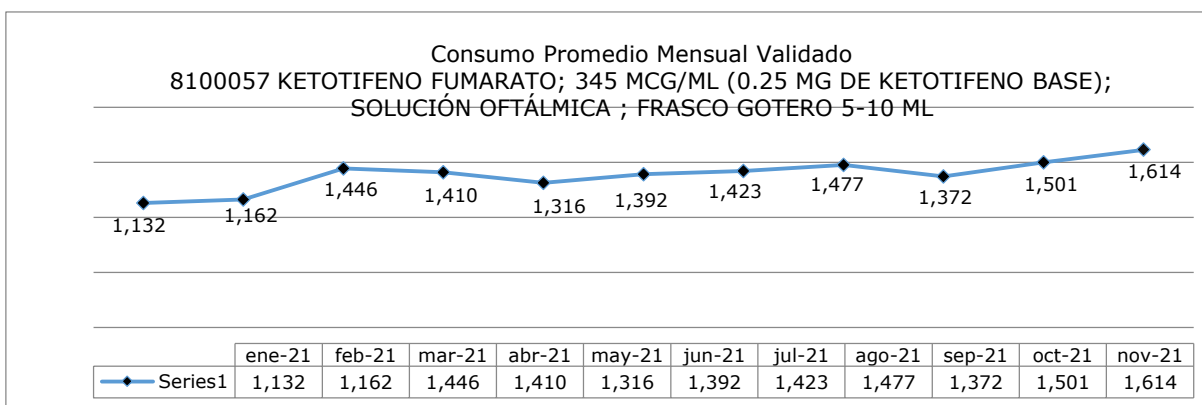 Consumo Promedio Mensual Validado
8100057 KETOTIFENO FUMARATO; 345 MCG/ML (0.25 MG DE KETOTIFENO BASE);
SOLUCIÓN OFTÁLMICA ; FRASCO GOTERO 5-10 ML
1,132 1,162 1,446 1,410 1,316 1,392 1,423 1,477 1,372 1,501 1,614
ene-21 feb-21 mar-21 abr-21 may-21 jun-21 jul-21 ago-21 sep-21 oct-21 nov-21
Series1 1,132 1,162 1,446 1,410 1,316 1,392 1,423 1,477 1,372 1,501 1,614